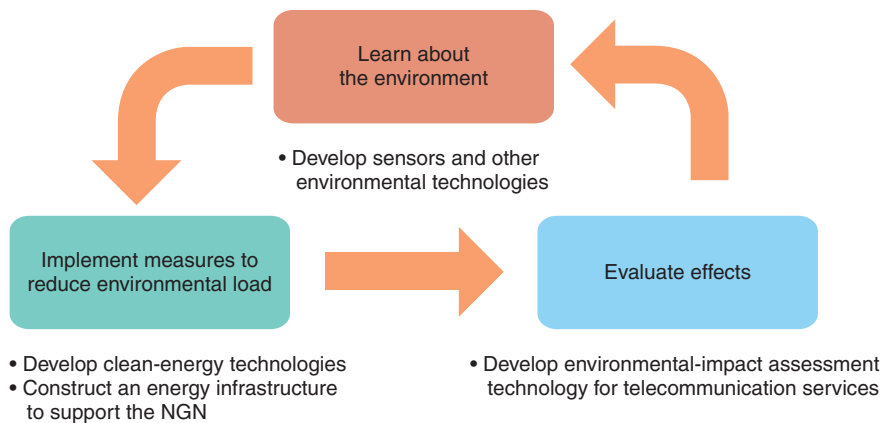 Learn about
the environment
• Develop sensors and other
environmental technologies
Implement measures to
reduce environmental load
Evaluate effects
• Develop clean-energy technologies
• Construct an energy infrastructure
to support the NGN
• Develop environmental-impact assessment
technology for telecommunication services